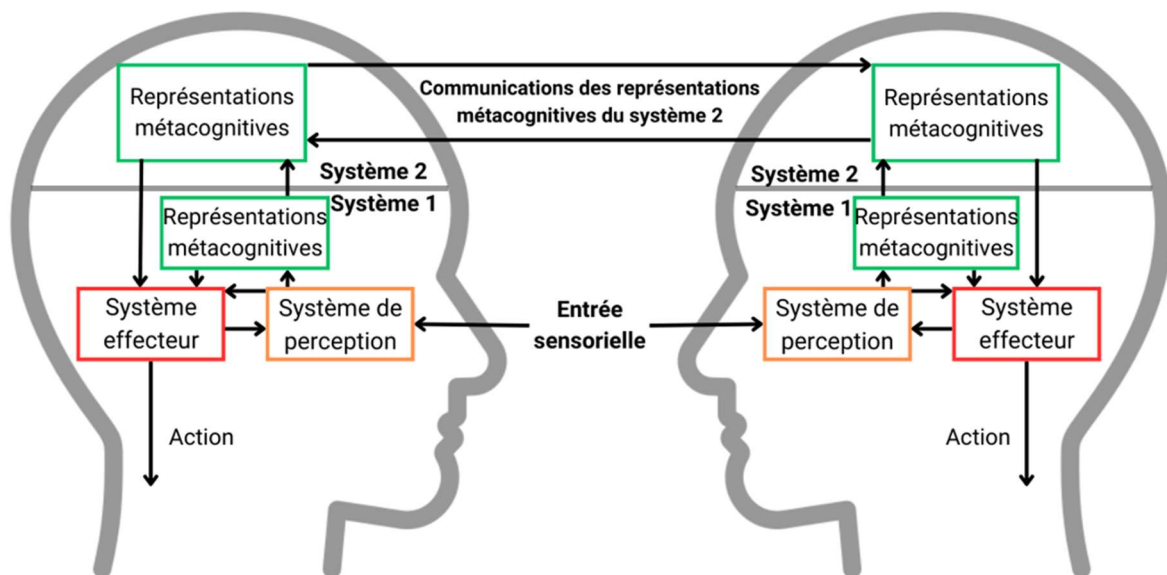 Représentations
métacognitives
Communications des représentations
métacognitives du système 2
Représentations
métacognitives
Système 2
Système 1
Système 2
Système 1
Représentations
métacognitives
Représentations
métacognitives
Système
effecteur
Système de
perception
Entrée
sensorielle
Système de
perception
Système
effecteur
Action
Action